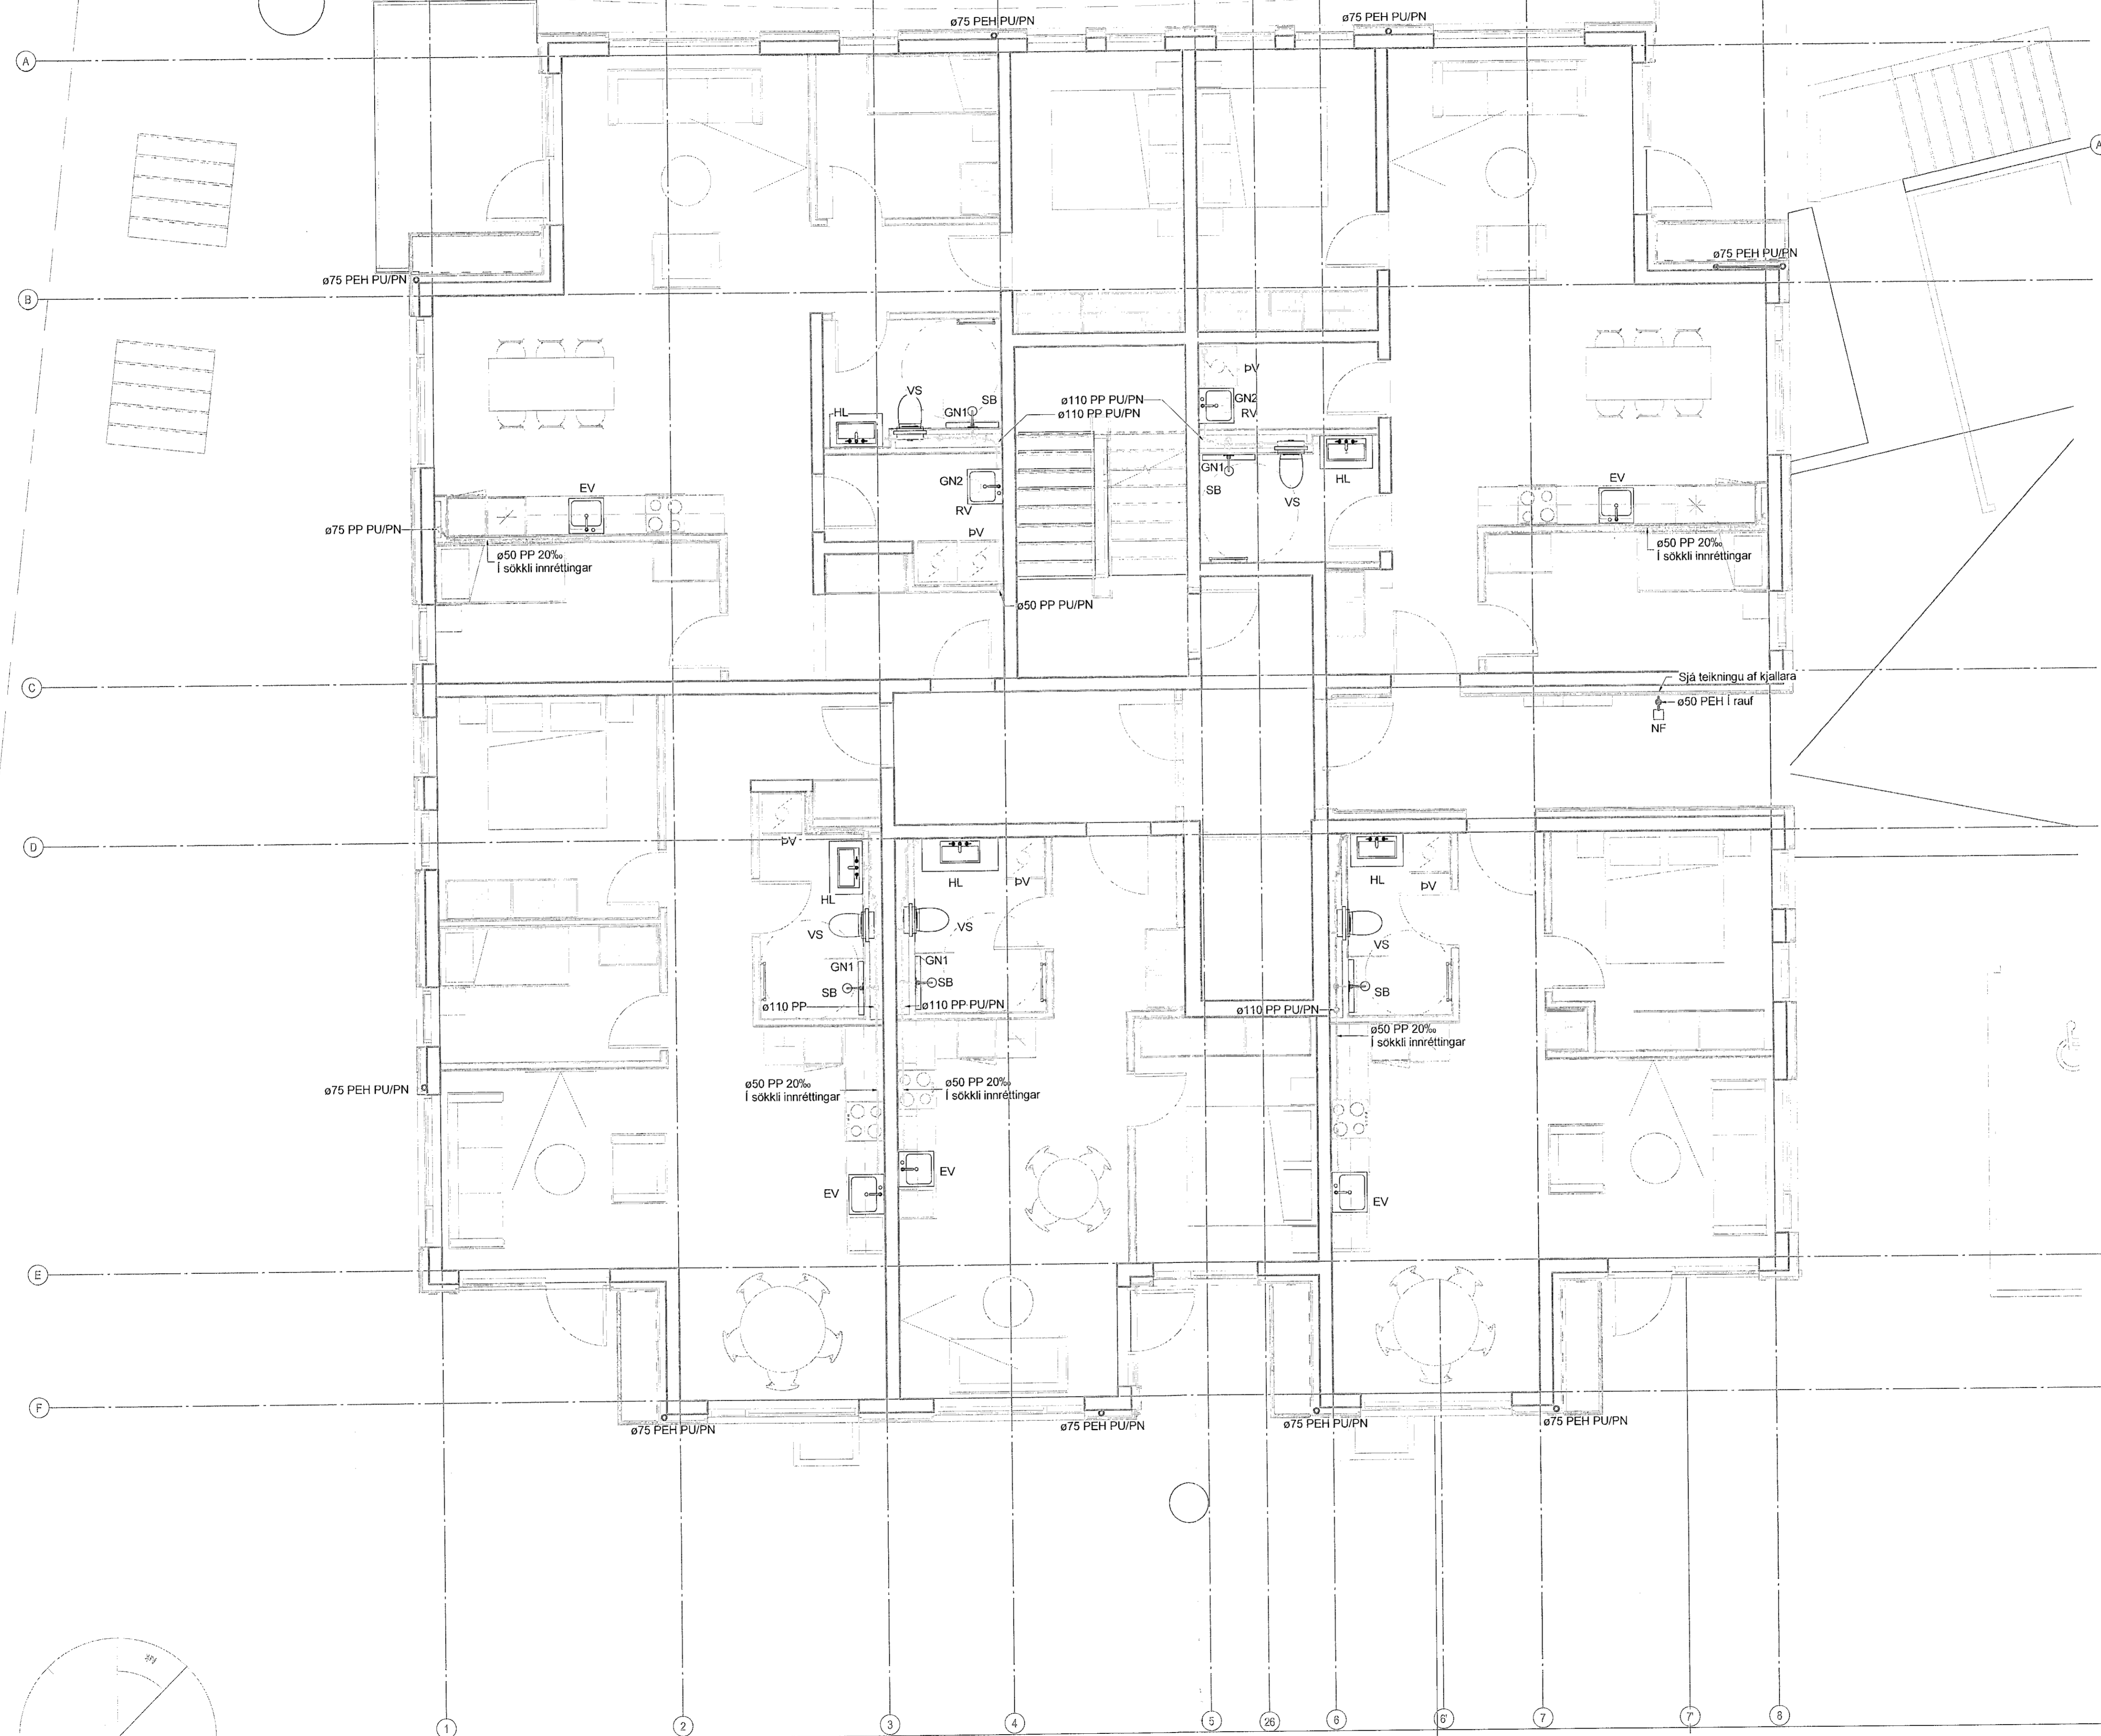 ø75 PEH PU/PN
ø75 PEH PU/PN
A
A
ø75 PEH PU/PN
ø75 PEH PU/PN
B
ÞV
VS
SB
GN1
HL
ø110 PP PU/PN
ø110 PP PU/PN
GN2
RV
GN1
SB
VS
HL
EV
GN2
RV
ÞV
EV
ø75 PP PU/PN
ø50 PP 20‰
Í sökkli innréttingar
ø50 PP 20‰
Í sökkli innréttingar
ø50 PP PU/PN
C
Sjá teikningu af kjallara
ø50 PEH Í rauf
NF
D
ÞV
HL
VS
GN1
SB
ø110 PP
HL
ÞV
VS
GN1
SB
ø110 PP PU/PN
HL
ÞV
VS
SB
ø110 PP PU/PN
ø50 PP 20‰
Í sökkli innréttingar
ø75 PEH PU/PN
ø50 PP 20‰
Í sökkli innréttingar
ø50 PP 20‰
Í sökkli innréttingar
EV
EV
EV
E
F
ø75 PEH PU/PN
ø75 PEH PU/PN
ø75 PEH PU/PN
ø75 PEH PU/PN
1
2
3
4
5
26
6
6'
7
7'
8